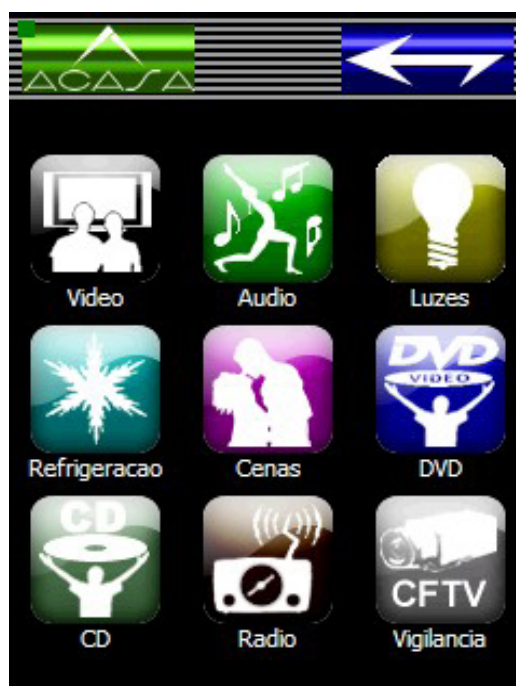 ACASA
Video
Audio
Luzes
DVD
VIDEO
Refrigeracao
Cenas
DVD
CD
CFTV
CD
Radio
Vigilancia